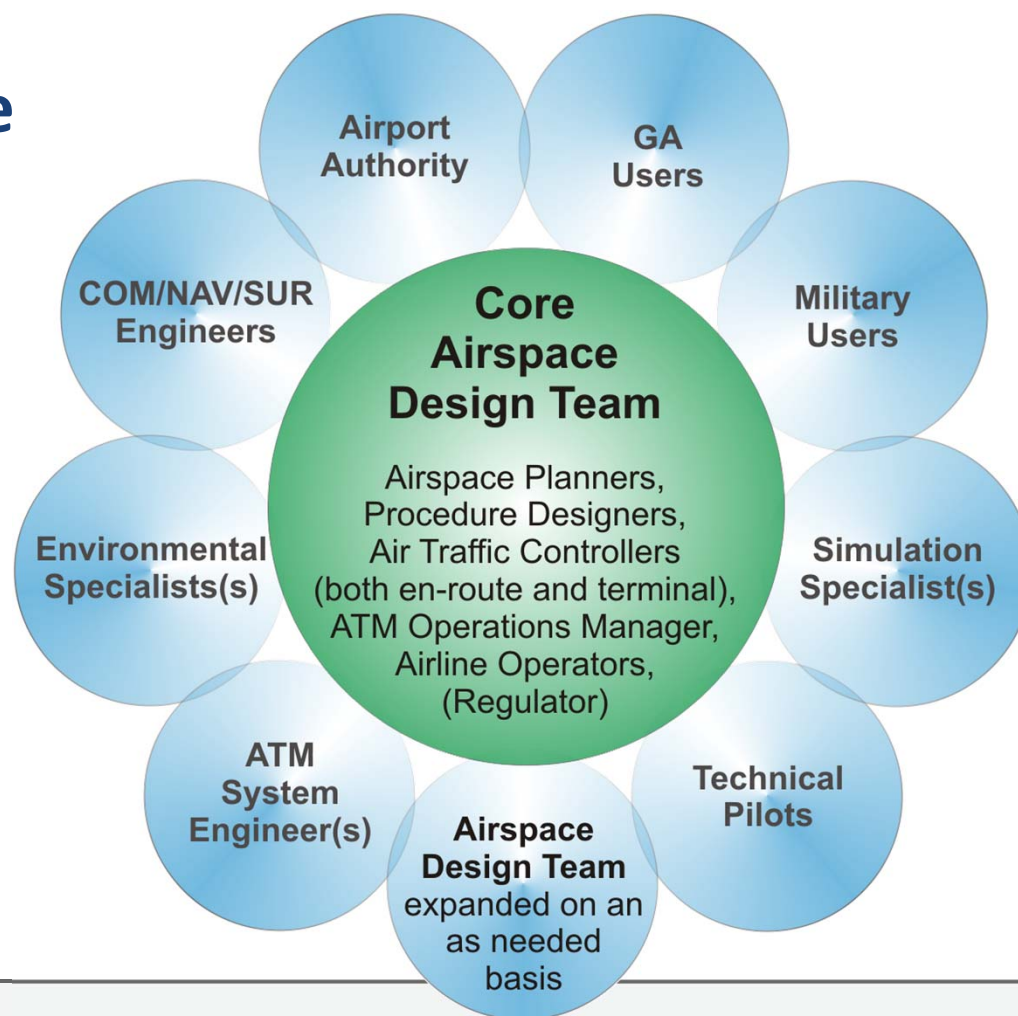 e
Airport
Authority
GA
Users
COM/NAV/SUR
Engineers
Military
Users
Core
Airspace
Design Team
Airspace Planners,
Procedure Designers,
Air Traffic Controllers
(both en-route and terminal),
ATM Operations Manager,
Airline Operators,
(Regulator)
Environmental
Specialists(s)
Simulation
Specialist(s)
ATM
System
Engineer(s)
Technical
Pilots
Airspace
Design Team
expanded on an
as needed
basis